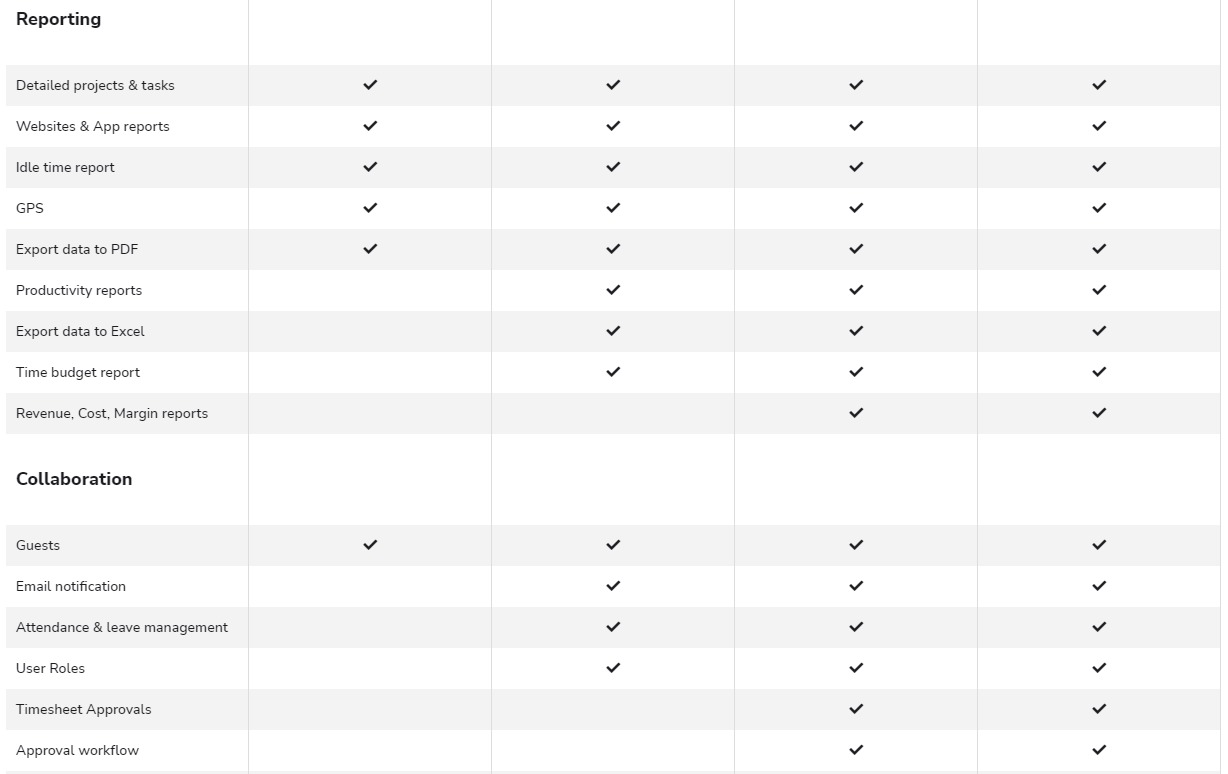 Reporting
Detailed projects & tasks
Websites & App reports
Idle time report
GPS
Export data to PDF
Productivity reports
Export data to Excel
Time budget report
Revenue, Cost, Margin reports
Collaboration
Guests
Email notification
Attendance & leave management
User Roles
Timesheet Approvals
Approval workflow